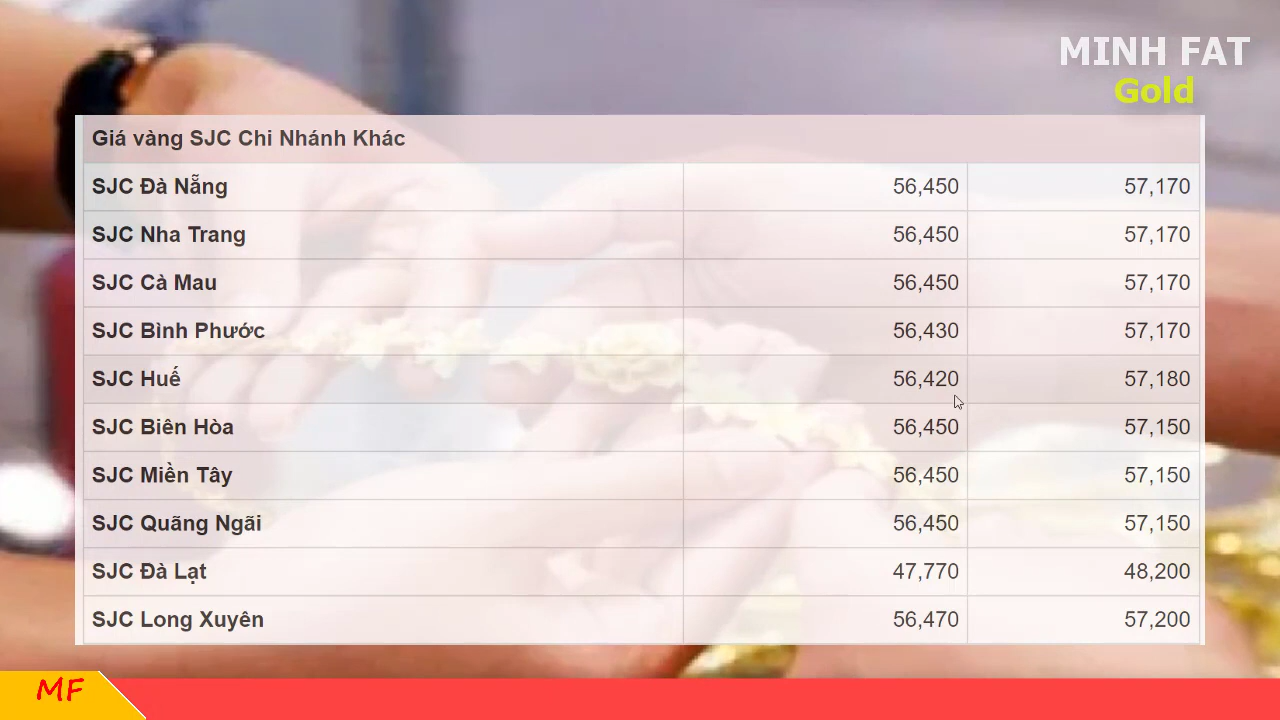 MINH FAT
Gold
Giá vàng SJC Chi Nhánh Khác
SJC Đà Nẵng 56,450 57,170
SJC Nha Trang 56,450 57,170
SJC Cà Mau 56,450 57,170
SJC Bình Phước 56,430 57,170
SJC Huế 56,420 57,180
SJC Biên Hòa 56,450 57,150
SJC Miền Tây 56,450 57,150
SJC Quãng Ngãi 56,450 57,150
SJC Đà Lạt 47,770 48,200
SJC Long Xuyên 56,470 57,200
MF